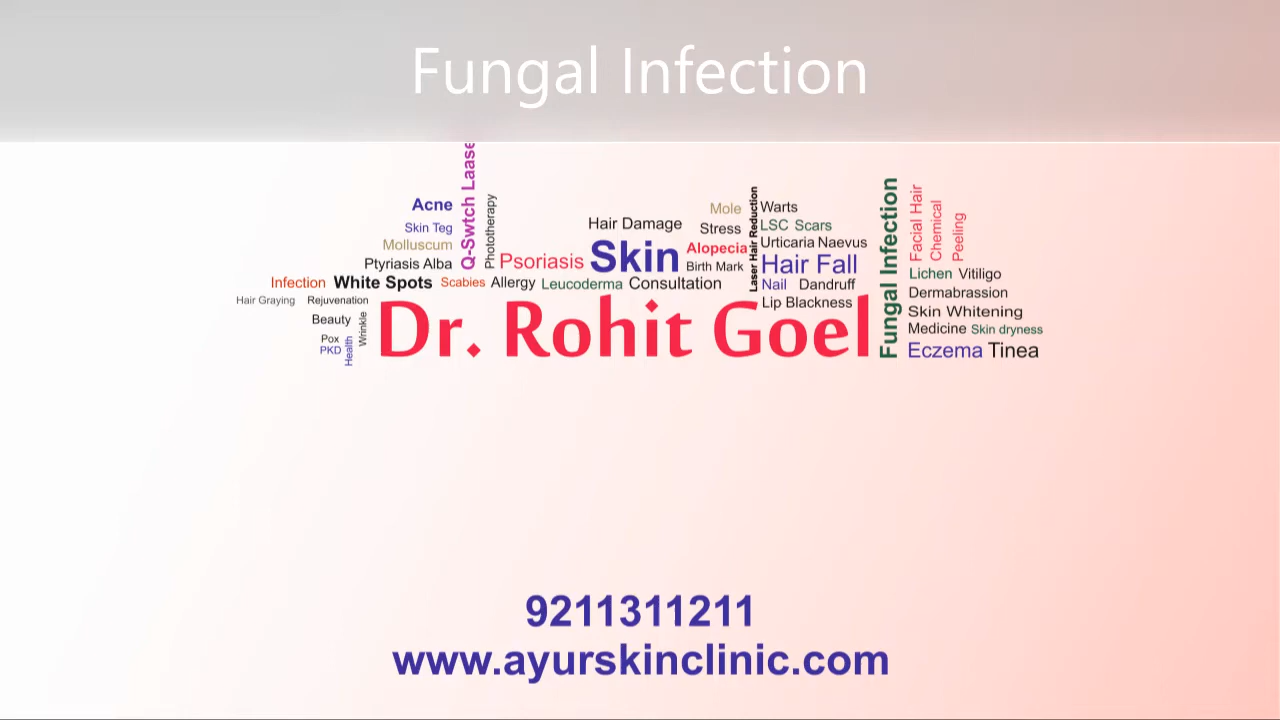 Fungal Infection
Q-Swtch Laase
Acne
Skin Teg
Molluscum
Ptyriasis Alba
Phototherapy
Psoriasis
Hair Damage
Skin
Mole
Stress
Alopecia
Birth Mark
Laser Hair Reduction
Warts
LSC Scars
Urticaria Naevus
Hair Fall
Nail Dandruff
Lip Blackness
Infection White Spots Scabies Allergy Leucoderma Consultation
Hair Graying Rejuvenation
Beauty
Wrinkle
Pox
PKD
Health
Dr. Rohit Goel
Fungal Infection
Facial Hair
Chemical
Peeling
Lichen Vitiligo
Dermabrassion
Skin Whitening
Medicine Skin dryness
Eczema Tinea
9211311211
www.ayurskinclinic.com